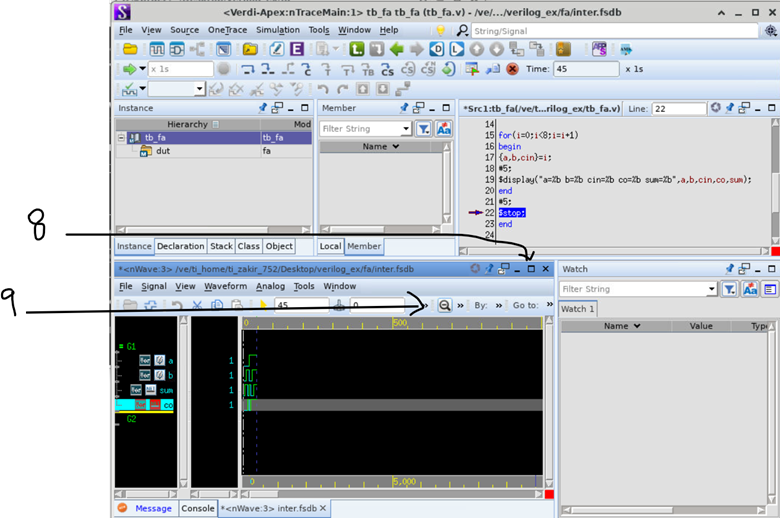 <Verdi-Apex:nTraceMain:1> tb_fa tb_fa (tb_fa.v) - /ve/...verilog_ex/fa/inter.fsdb
File View Source OneTrace Simulation Tools Window
String/Signal
x 1s
Time: 45 x 1s
Instance
Hierarchy Mod
tb_fa tb_fa
dut fa
Instance Declaration Stack Class Object
Member
Filter String
Name
Local Member
*Src1:tb_fa(/ve/t...rilog_ex/tb_fa.v) Line: 22
14
15 for(i=0;i<8;i=i+1)
16 begin
17 {a,b,cin}=i;
18 #5;
19 $display("a=%b b=%b cin=%b co=%b sum=%b",a,b,cin,co,sum);
20 end
21 #5;
22 $stop;
23 end
24
8
9
*<nWave:3> /ve/ti_home/ti_zakir_752/Desktop/verilog_ex/fa/inter.fsdb
File Signal View Waveform Analog Tools Window
45 0 » » By: » Go to: »
0 500
G1
a 1
b 1
sum 1
co 1
G2
0 5,000
Watch
Filter String
Watch 1
Name Value Typ
Message Console *<nWave:3> inter.fsdb